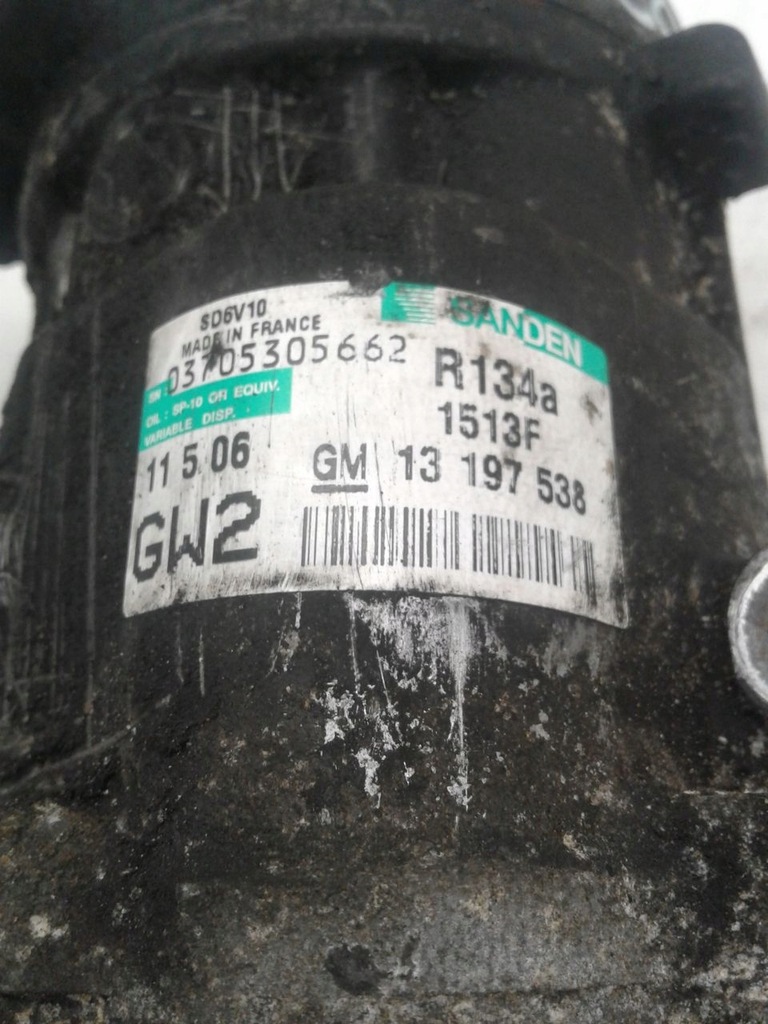 SD6V10
MADE IN FRANCE
SANDEN
SN: 03705305662
R134a
OIL : SP-10 OR EQUIV.
VARIABLE DISP.
1513F
11 5 06
GM 13 197 538
GW2